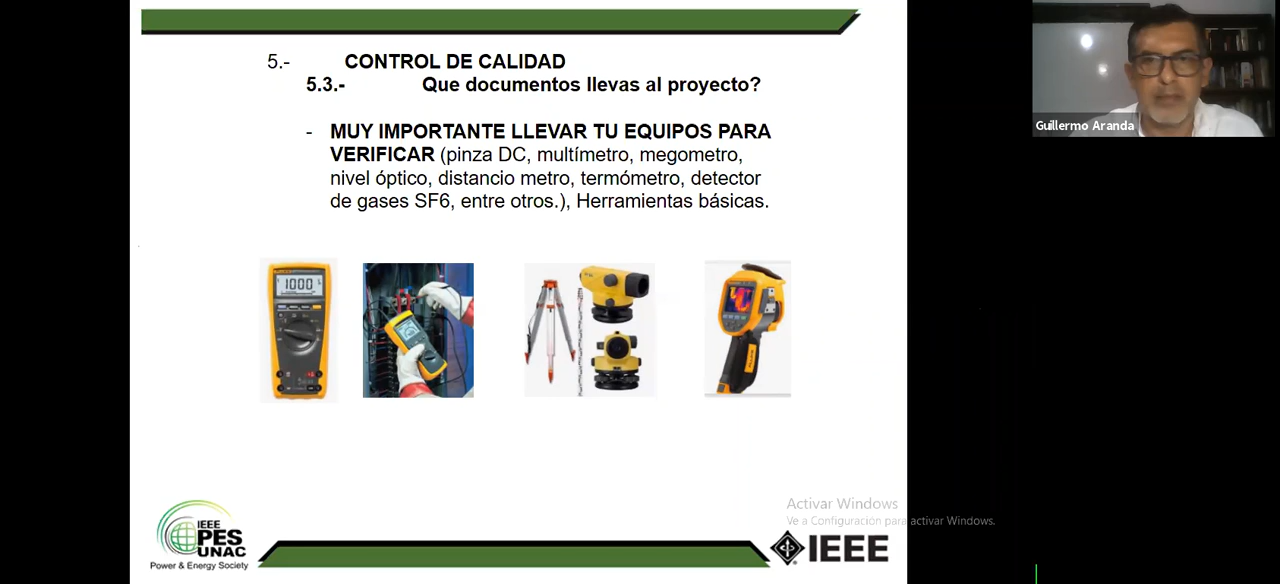 5.- CONTROL DE CALIDAD
5.3.- Que documentos llevas al proyecto?
- MUY IMPORTANTE LLEVAR TU EQUIPOS PARA
VERIFICAR (pinza DC, multímetro, megometro,
nivel óptico, distancio metro, termómetro, detector
de gases SF6, entre otros.), Herramientas básicas.
1000
Guillermo Aranda
Activar Windows
Ve a Configuración para activar Windows.
IEEE
PES
UNAC
Power & Energy Society
IEEE